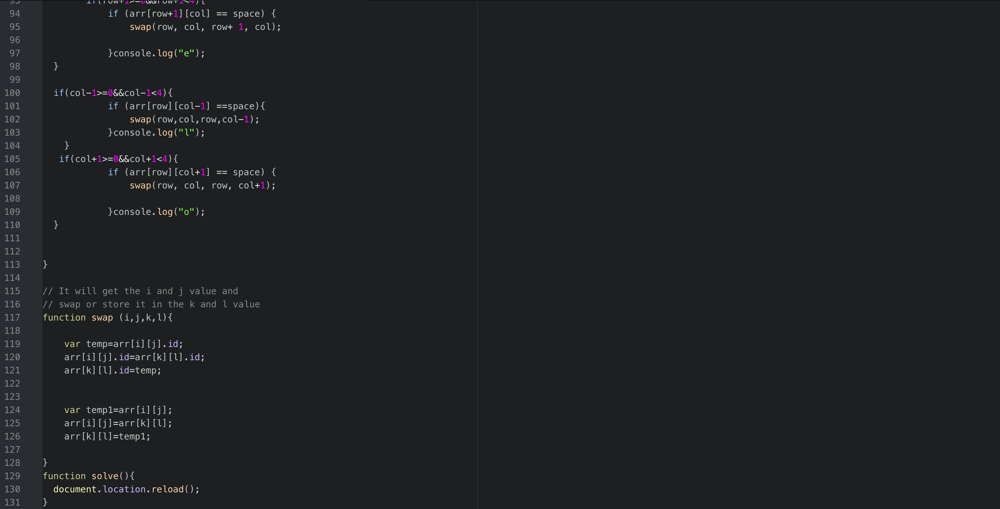 93 if(row+1>=0&&row+1<4){
94 if (arr[row+1][col] == space) {
95 swap(row, col, row+ 1, col);
96
97 }console.log("e");
98 }
99
100 if(col-1>=0&&col-1<4){
101 if (arr[row][col-1] ==space){
102 swap(row,col,row,col-1);
103 }console.log("l");
104 }
105 if(col+1>=0&&col+1<4){
106 if (arr[row][col+1] == space) {
107 swap(row, col, row, col+1);
108
109 }console.log("o");
110 }
111
112
113 }
114
115 // It will get the i and j value and
116 // swap or store it in the k and l value
117 function swap (i,j,k,l){
118
119 var temp=arr[i][j].id;
120 arr[i][j].id=arr[k][l].id;
121 arr[k][l].id=temp;
122
123
124 var temp1=arr[i][j];
125 arr[i][j]=arr[k][l];
126 arr[k][l]=temp1;
127
128 }
129 function solve(){
130 document.location.reload();
131 }